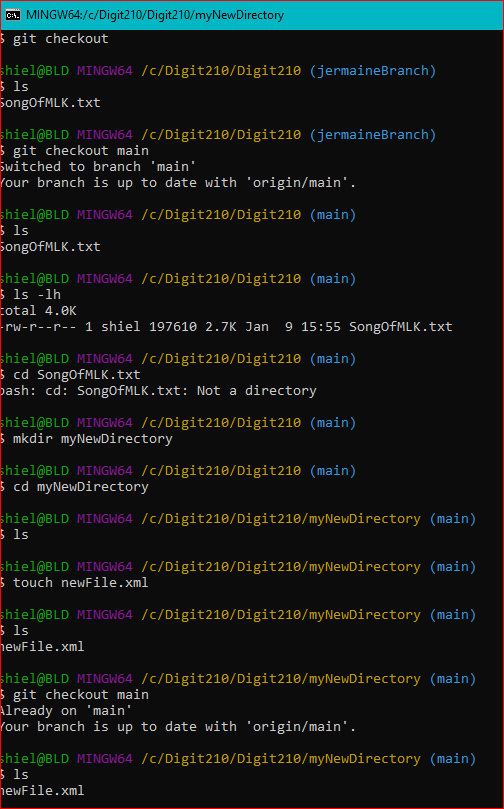 MINGW64:/c/Digit210/Digit210/myNewDirectory
$ git checkout
shiel@BLD MINGW64 /c/Digit210/Digit210 (jermaineBranch)
$ ls
SongOfMLK.txt
shiel@BLD MINGW64 /c/Digit210/Digit210 (jermaineBranch)
$ git checkout main
Switched to branch 'main'
Your branch is up to date with 'origin/main'.
shiel@BLD MINGW64 /c/Digit210/Digit210 (main)
$ ls
SongOfMLK.txt
shiel@BLD MINGW64 /c/Digit210/Digit210 (main)
$ ls -lh
total 4.0K
-rw-r--r-- 1 shiel 197610 2.7K Jan  9 15:55 SongOfMLK.txt
shiel@BLD MINGW64 /c/Digit210/Digit210 (main)
$ cd SongOfMLK.txt
bash: cd: SongOfMLK.txt: Not a directory
shiel@BLD MINGW64 /c/Digit210/Digit210 (main)
$ mkdir myNewDirectory
shiel@BLD MINGW64 /c/Digit210/Digit210 (main)
$ cd myNewDirectory
shiel@BLD MINGW64 /c/Digit210/Digit210/myNewDirectory (main)
$ ls
shiel@BLD MINGW64 /c/Digit210/Digit210/myNewDirectory (main)
$ touch newFile.xml
shiel@BLD MINGW64 /c/Digit210/Digit210/myNewDirectory (main)
$ ls
newFile.xml
shiel@BLD MINGW64 /c/Digit210/Digit210/myNewDirectory (main)
$ git checkout main
Already on 'main'
Your branch is up to date with 'origin/main'.
shiel@BLD MINGW64 /c/Digit210/Digit210/myNewDirectory (main)
$ ls
newFile.xml